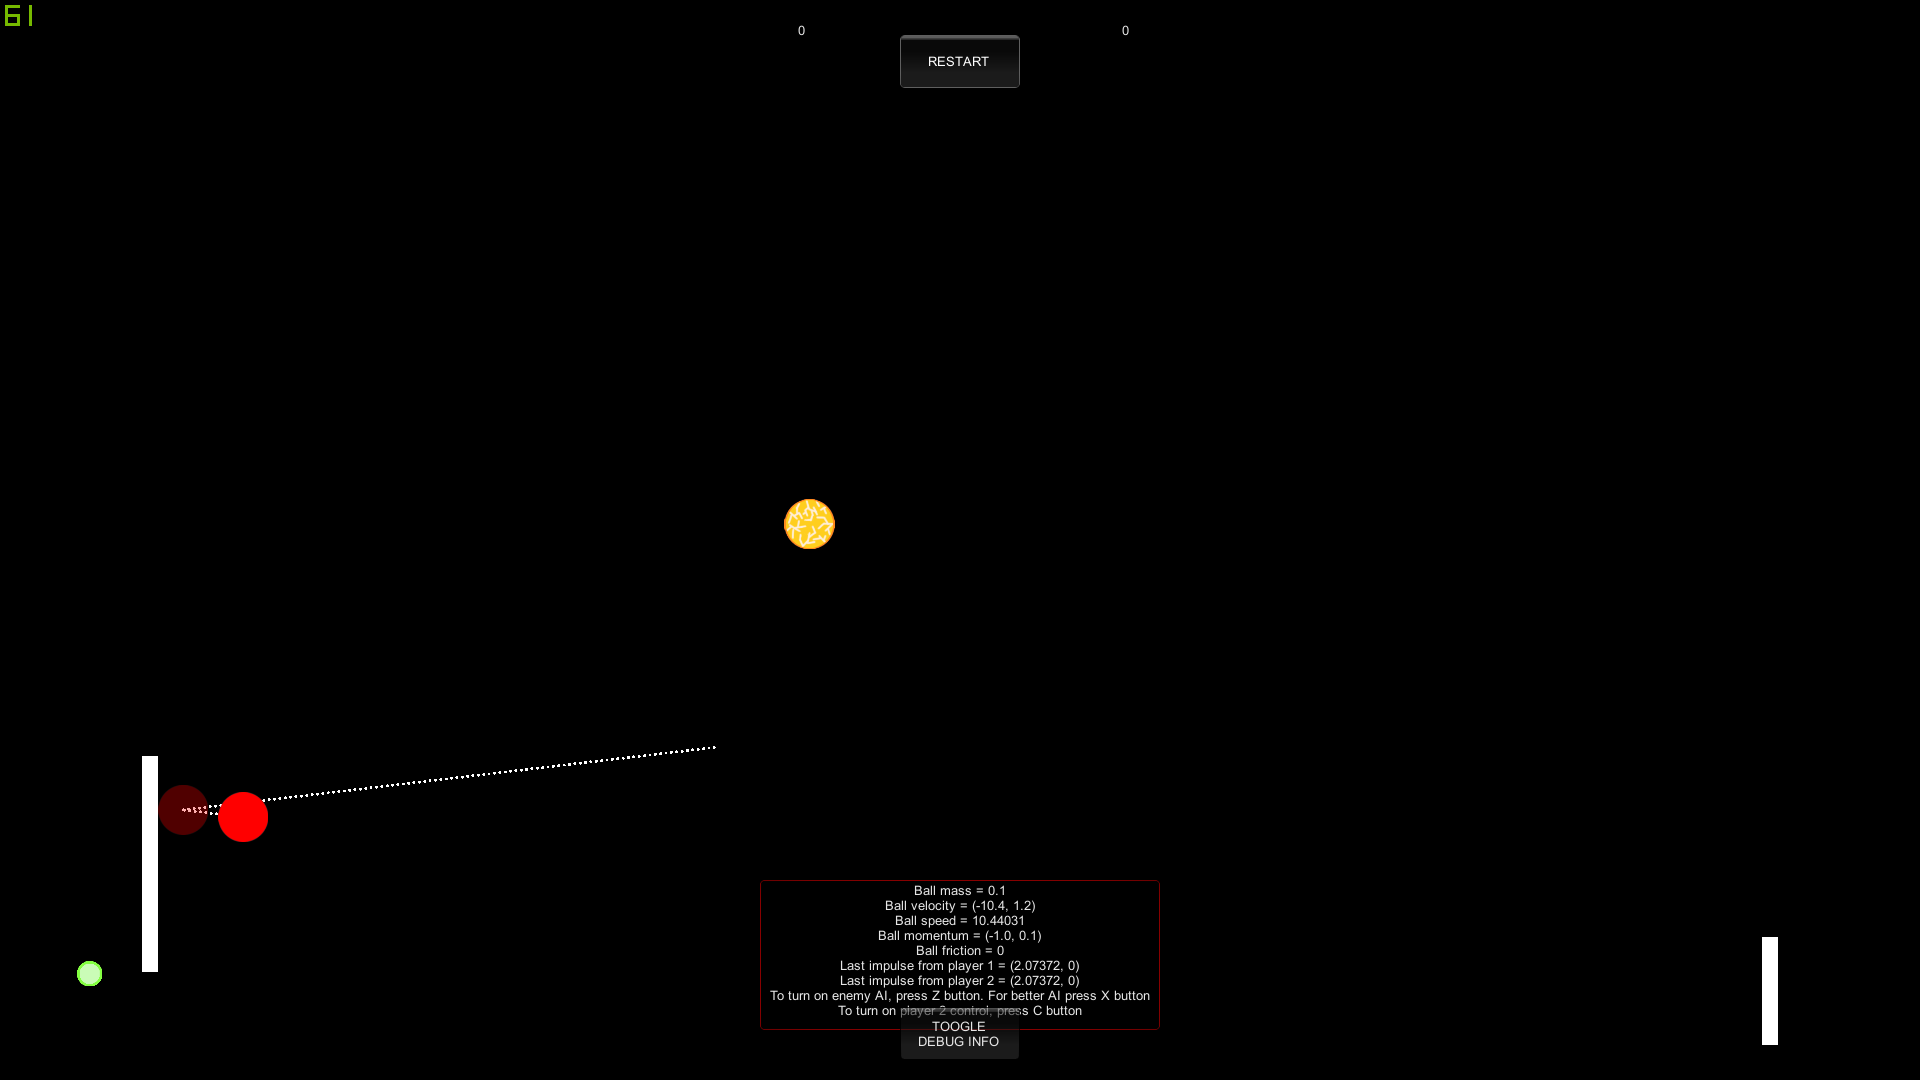 61
0 0
RESTART
Ball mass = 0.1
Ball velocity = (-10.4, 1.2)
Ball speed = 10.44031
Ball momentum = (-1.0, 0.1)
Ball friction = 0
Last impulse from player 1 = (2.07372, 0)
Last impulse from player 2 = (2.07372, 0)
To turn on enemy AI, press Z button. For better AI press X button
To turn on player 2 control, press C button
TOOGLE
DEBUG INFO